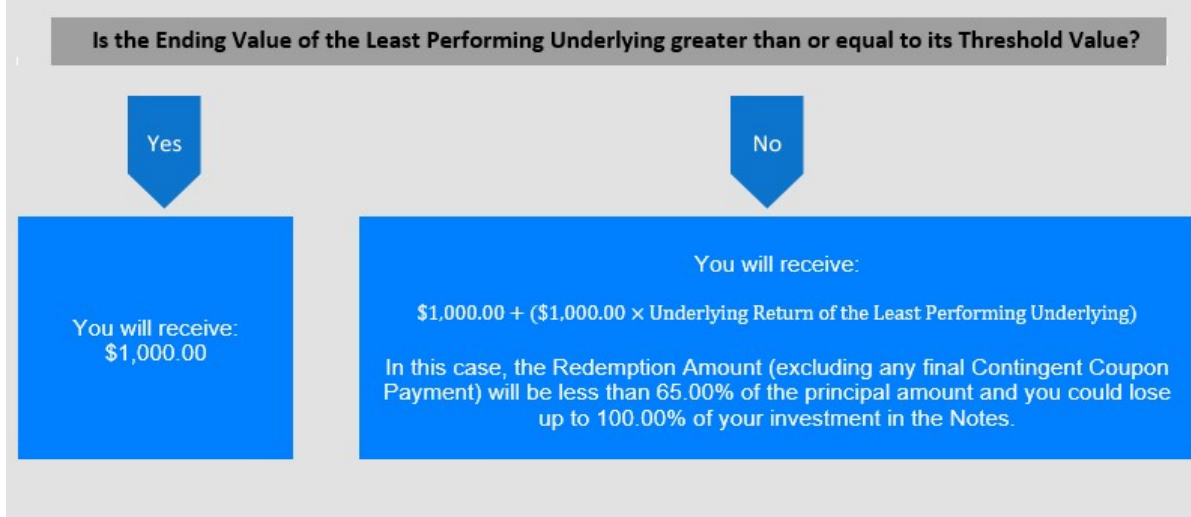 Is the Ending Value of the Least Performing Underlying greater than or equal to its Threshold Value?
Yes
No
You will receive:
$1,000.00
You will receive:
$1,000.00 + ($1,000.00 × Underlying Return of the Least Performing Underlying)
In this case, the Redemption Amount (excluding any final Contingent Coupon
Payment) will be less than 65.00% of the principal amount and you could lose
up to 100.00% of your investment in the Notes.